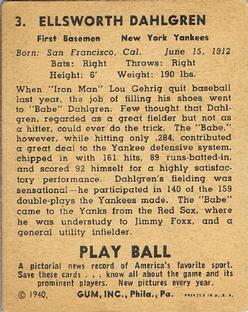 3. ELLSWORTH DAHLGREN
First Basemen New York Yankees
Born: San Francisco, Cal. June 15, 1912
Bats: Right Throws: Right
Height: 6' Weight: 190 lbs.
When "Iron Man" Lou Gehrig quit baseball
last year, the job of filling his shoes went
to "Babe" Dahlgren. Few thought that Dahl-
gren, regarded as a great fielder but not as
a hitter, could ever do the trick. The "Babe,"
however, while hitting only .284, contributed
a great deal to the Yankee defensive system,
chipped in with 161 hits, 89 runs-batted-in,
and scored 92 himself for a highly satisfac-
tory performance. Dahlgren's fielding was
sensational—he participated in 140 of the 159
double-plays the Yankees made. The "Babe"
came to the Yanks from the Red Sox, where
he was understudy to Jimmy Foxx, and a
general utility infielder.
PLAY BALL
A pictorial news record of America's favorite sport.
Save these cards . . . know all about the game and its
prominent players. New pictures every year.
© 1940, GUM, INC., Phila., Pa. PRINTED IN U. S. A.